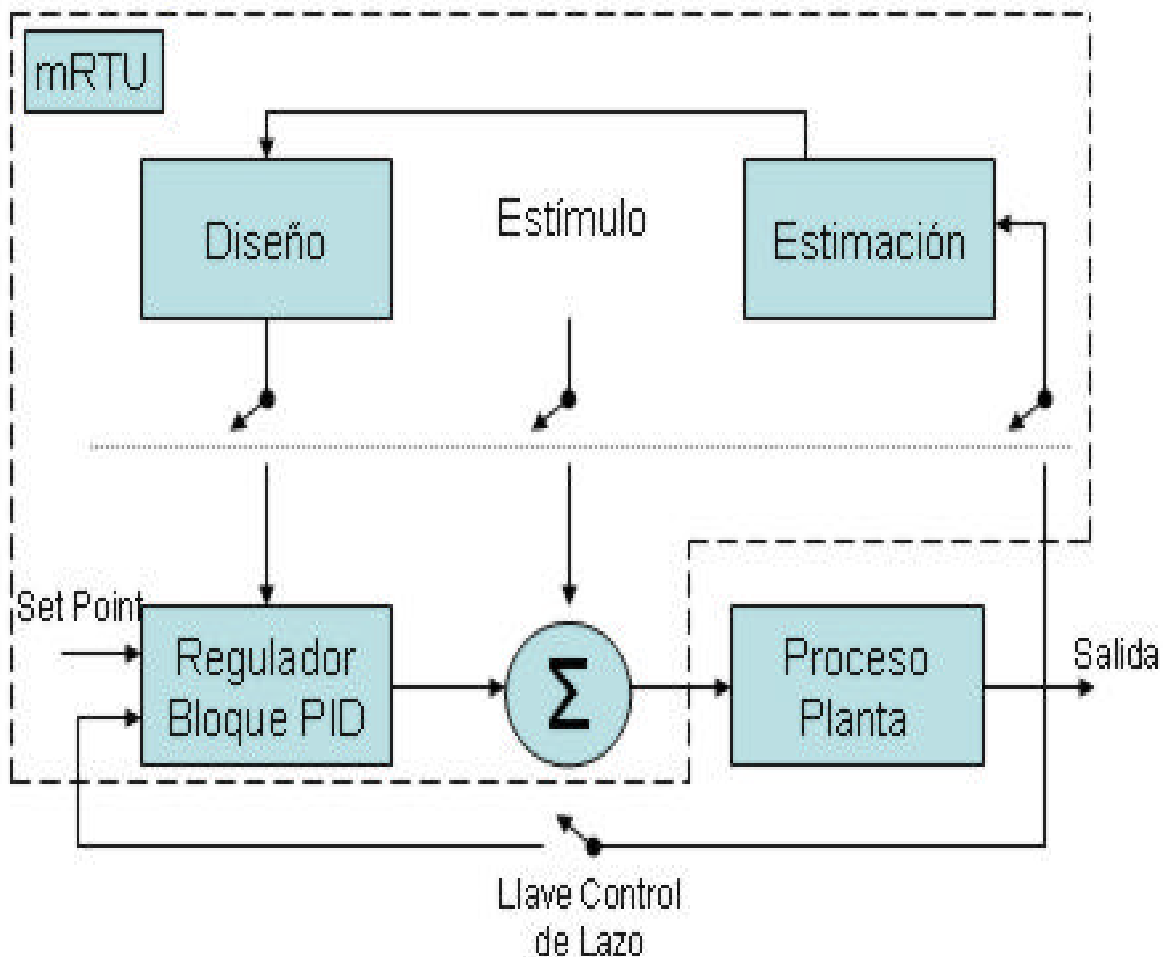 mRTU
Diseño
Estímulo
Estimación
Set Point
Regulador
Bloque PID
Σ
Proceso
Planta
Salida
Llave Control
de Lazo